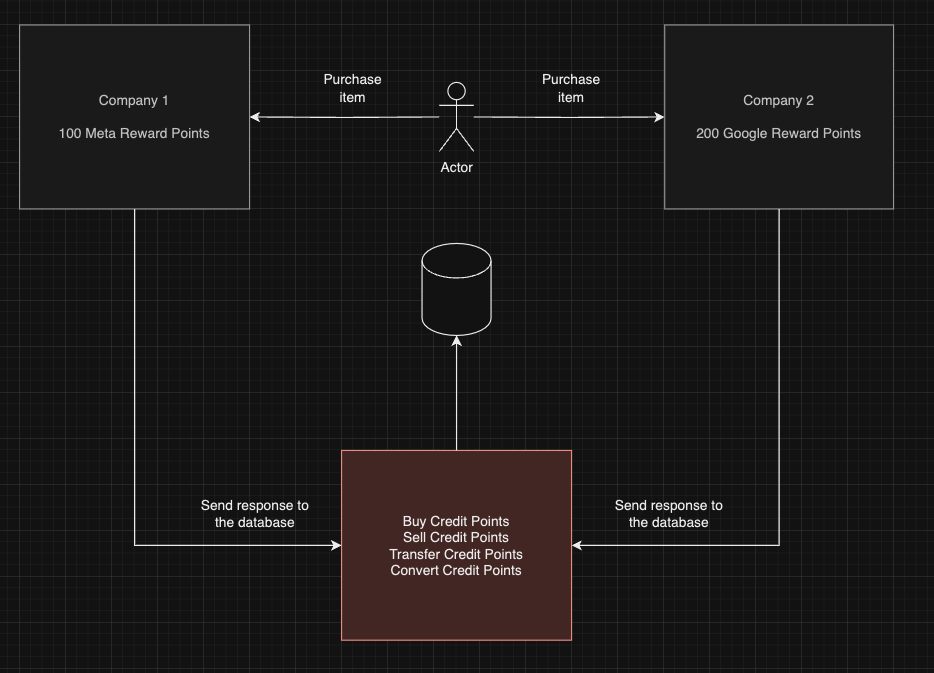 Purchase
item
Purchase
item
Company 1
100 Meta Reward Points
Company 2
200 Google Reward Points
Actor
Send response to
the database
Send response to
the database
Buy Credit Points
Sell Credit Points
Transfer Credit Points
Convert Credit Points